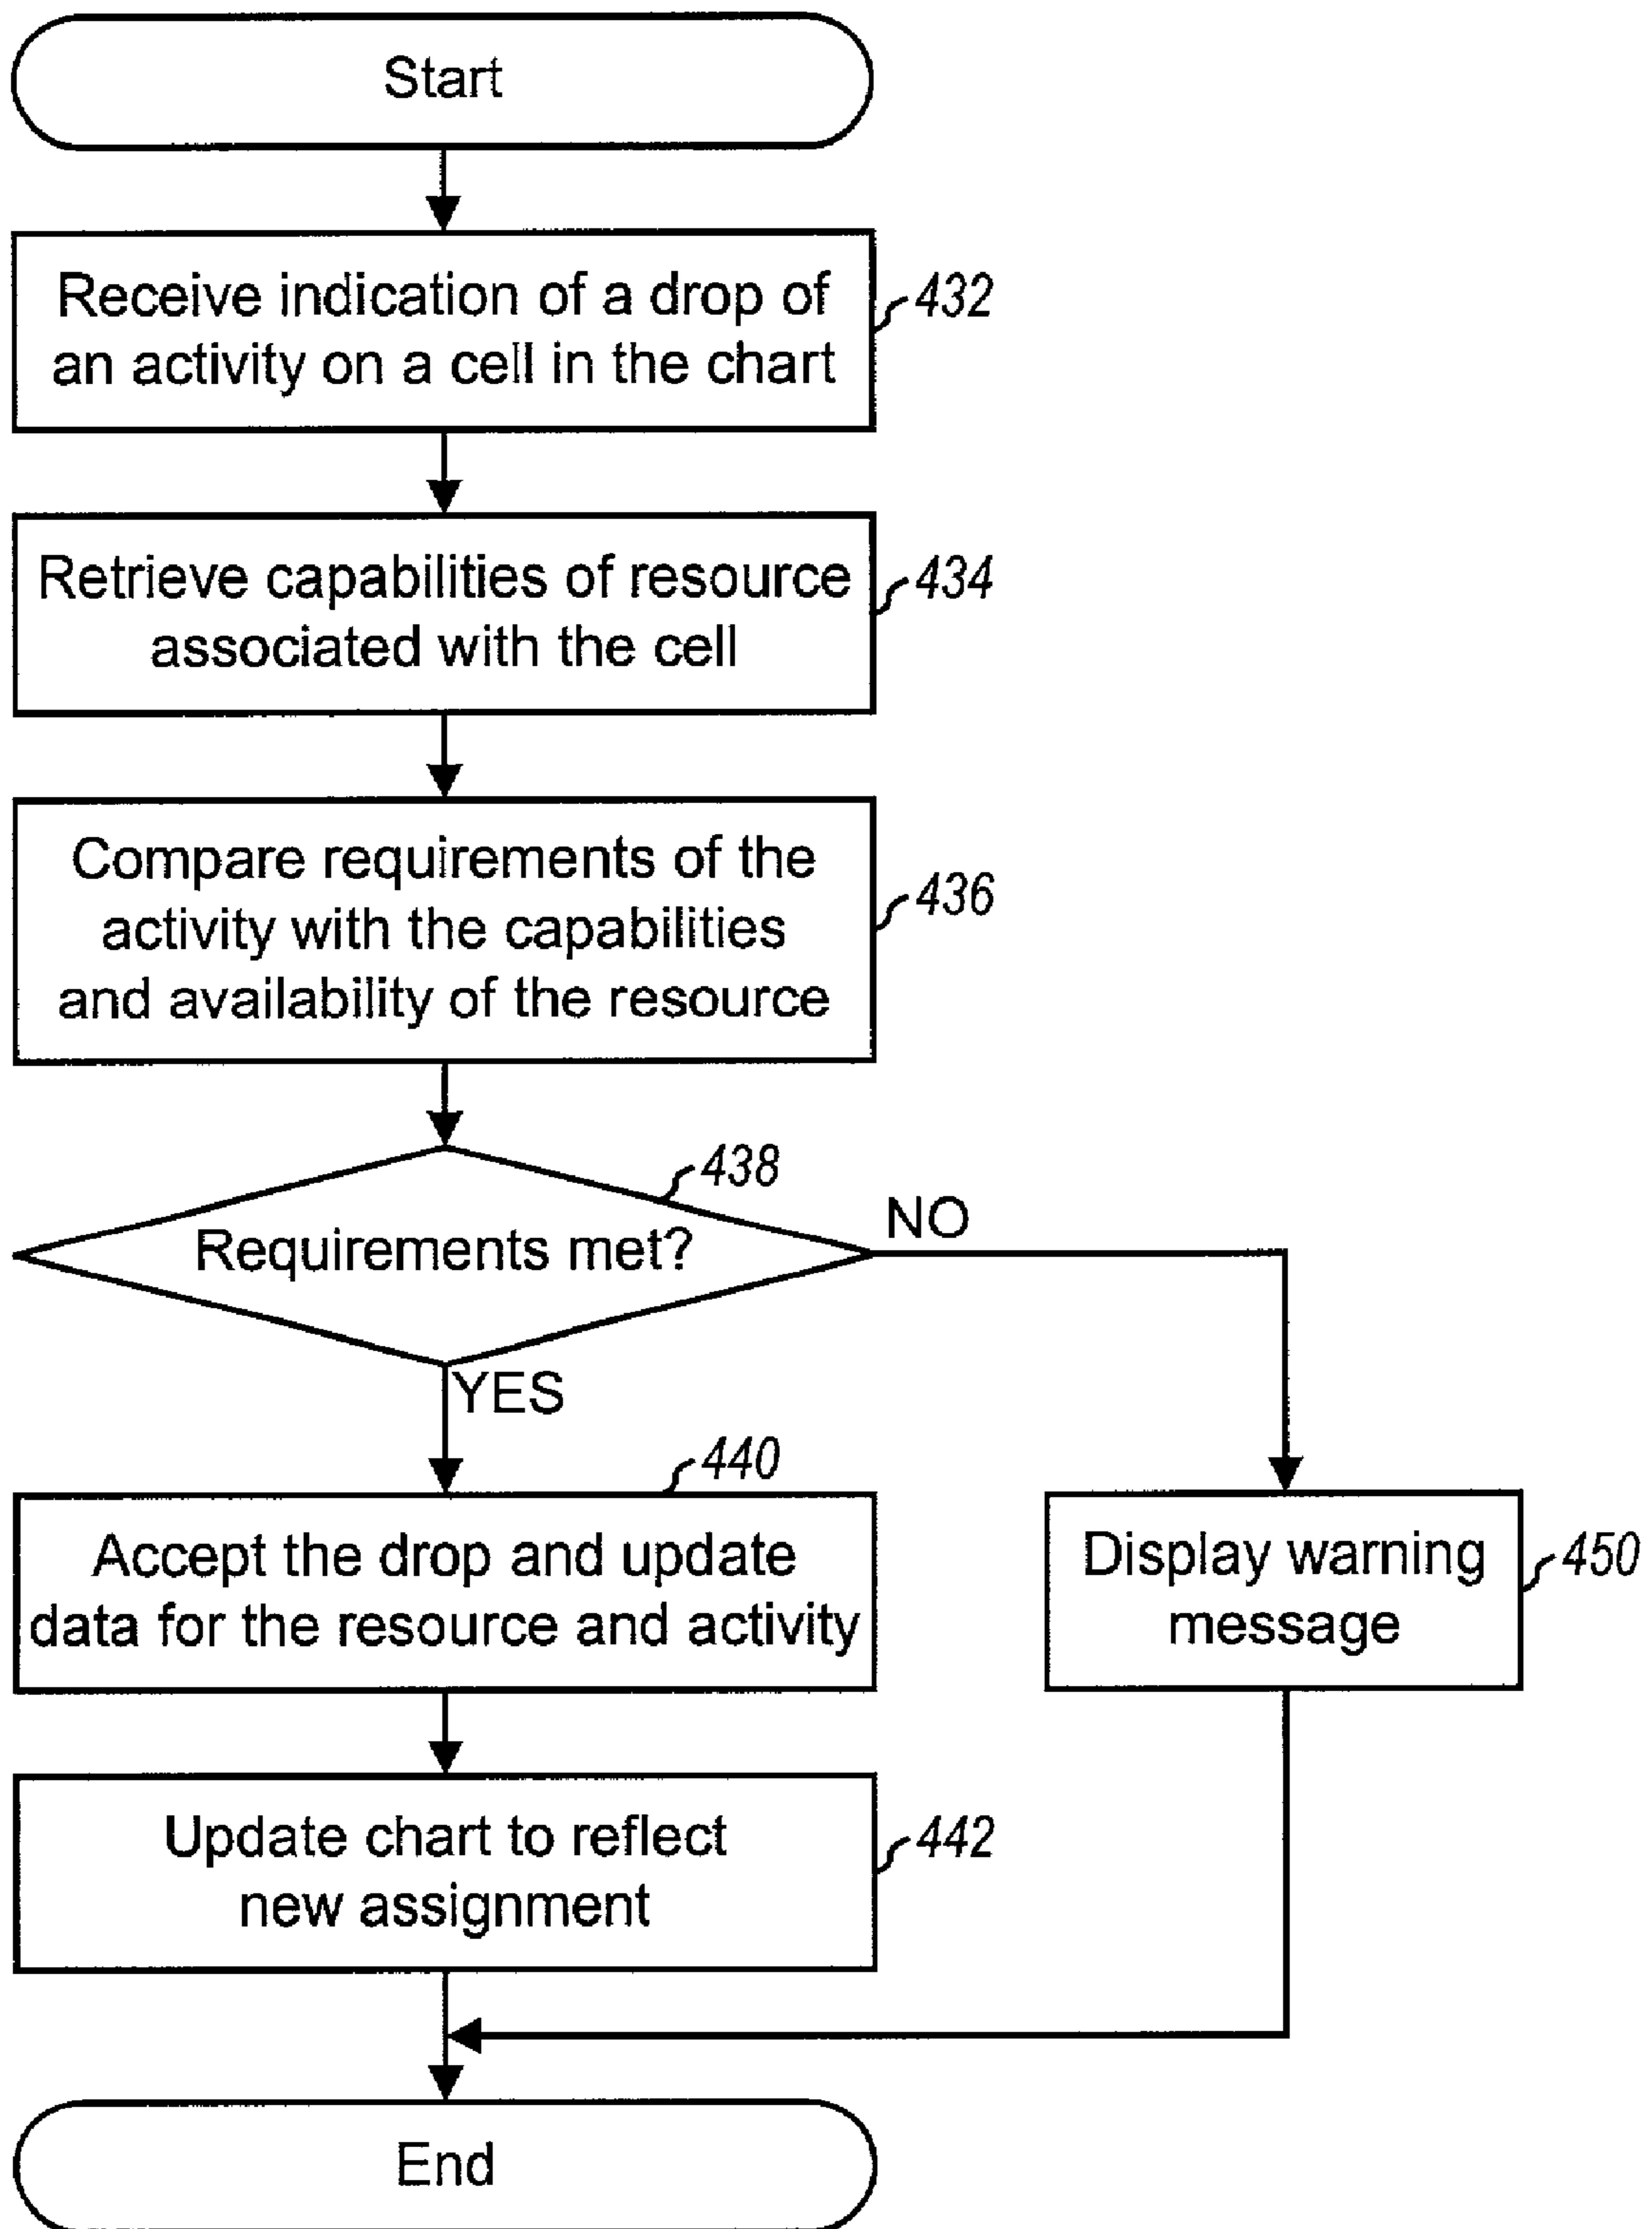 Start
Receive indication of a drop of
an activity on a cell in the chart
432
Retrieve capabilities of resource
associated with the cell
434
Compare requirements of the
activity with the capabilities
and availability of the resource
436
438
Requirements met?
NO
YES
440
Accept the drop and update
data for the resource and activity
Display warning
message
450
Update chart to reflect
new assignment
442
End